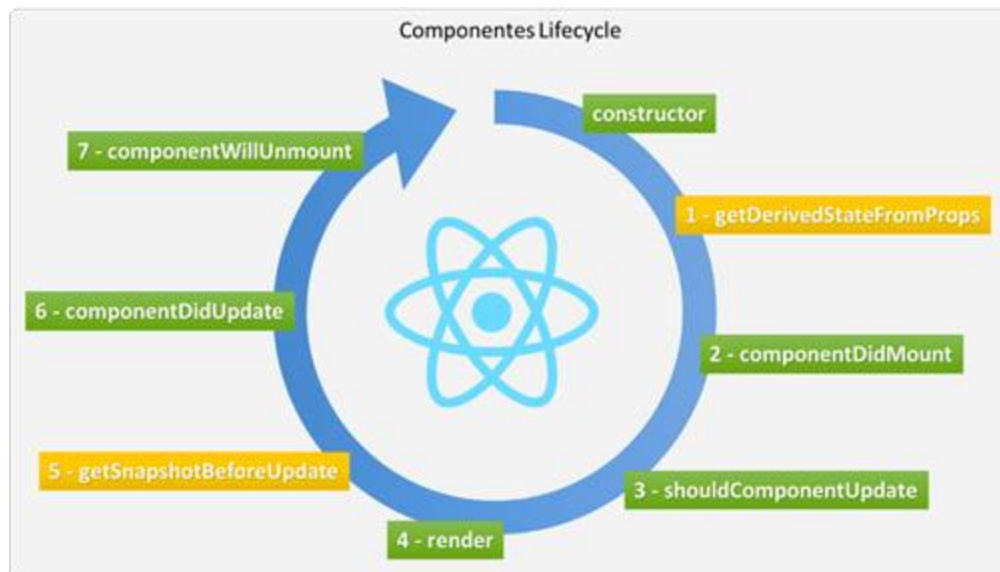 Componentes Lifecycle
constructor
1 - getDerivedStateFromProps
2 - componentDidMount
3 - shouldComponentUpdate
4 - render
5 - getSnapshotBeforeUpdate
6 - componentDidUpdate
7 - componentWillUnmount